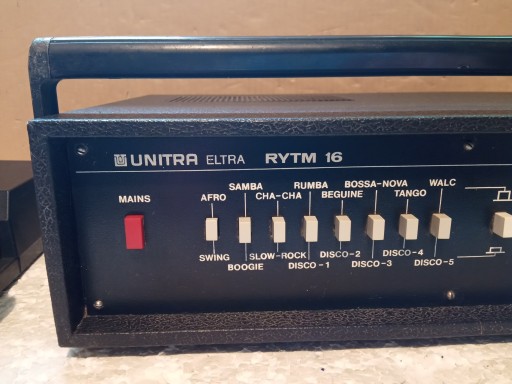 UNITRA ELTRA RYTM 16
MAINS
AFRO
SAMBA
CHA-CHA
RUMBA
BEGUINE
BOSSA-NOVA
TANGO
WALC
SWING
BOOGIE
SLOW-ROCK
DISCO-1
DISCO-2
DISCO-3
DISCO-4
DISCO-5